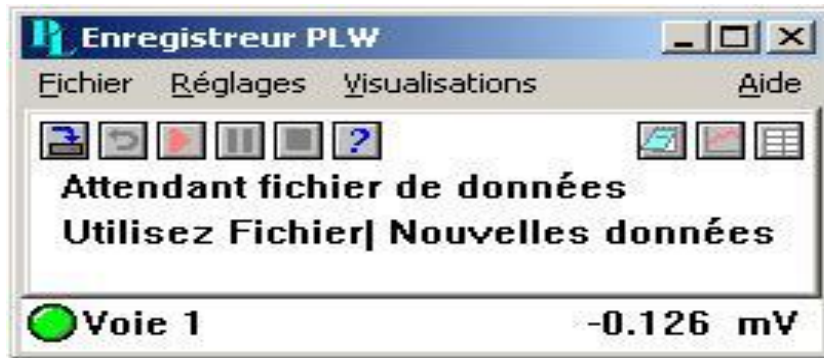 Enregistreur PLW
Fichier Réglages Visualisations Aide
Attendant fichier de données
Utilisez Fichier| Nouvelles données
Voie 1 -0.126 mV